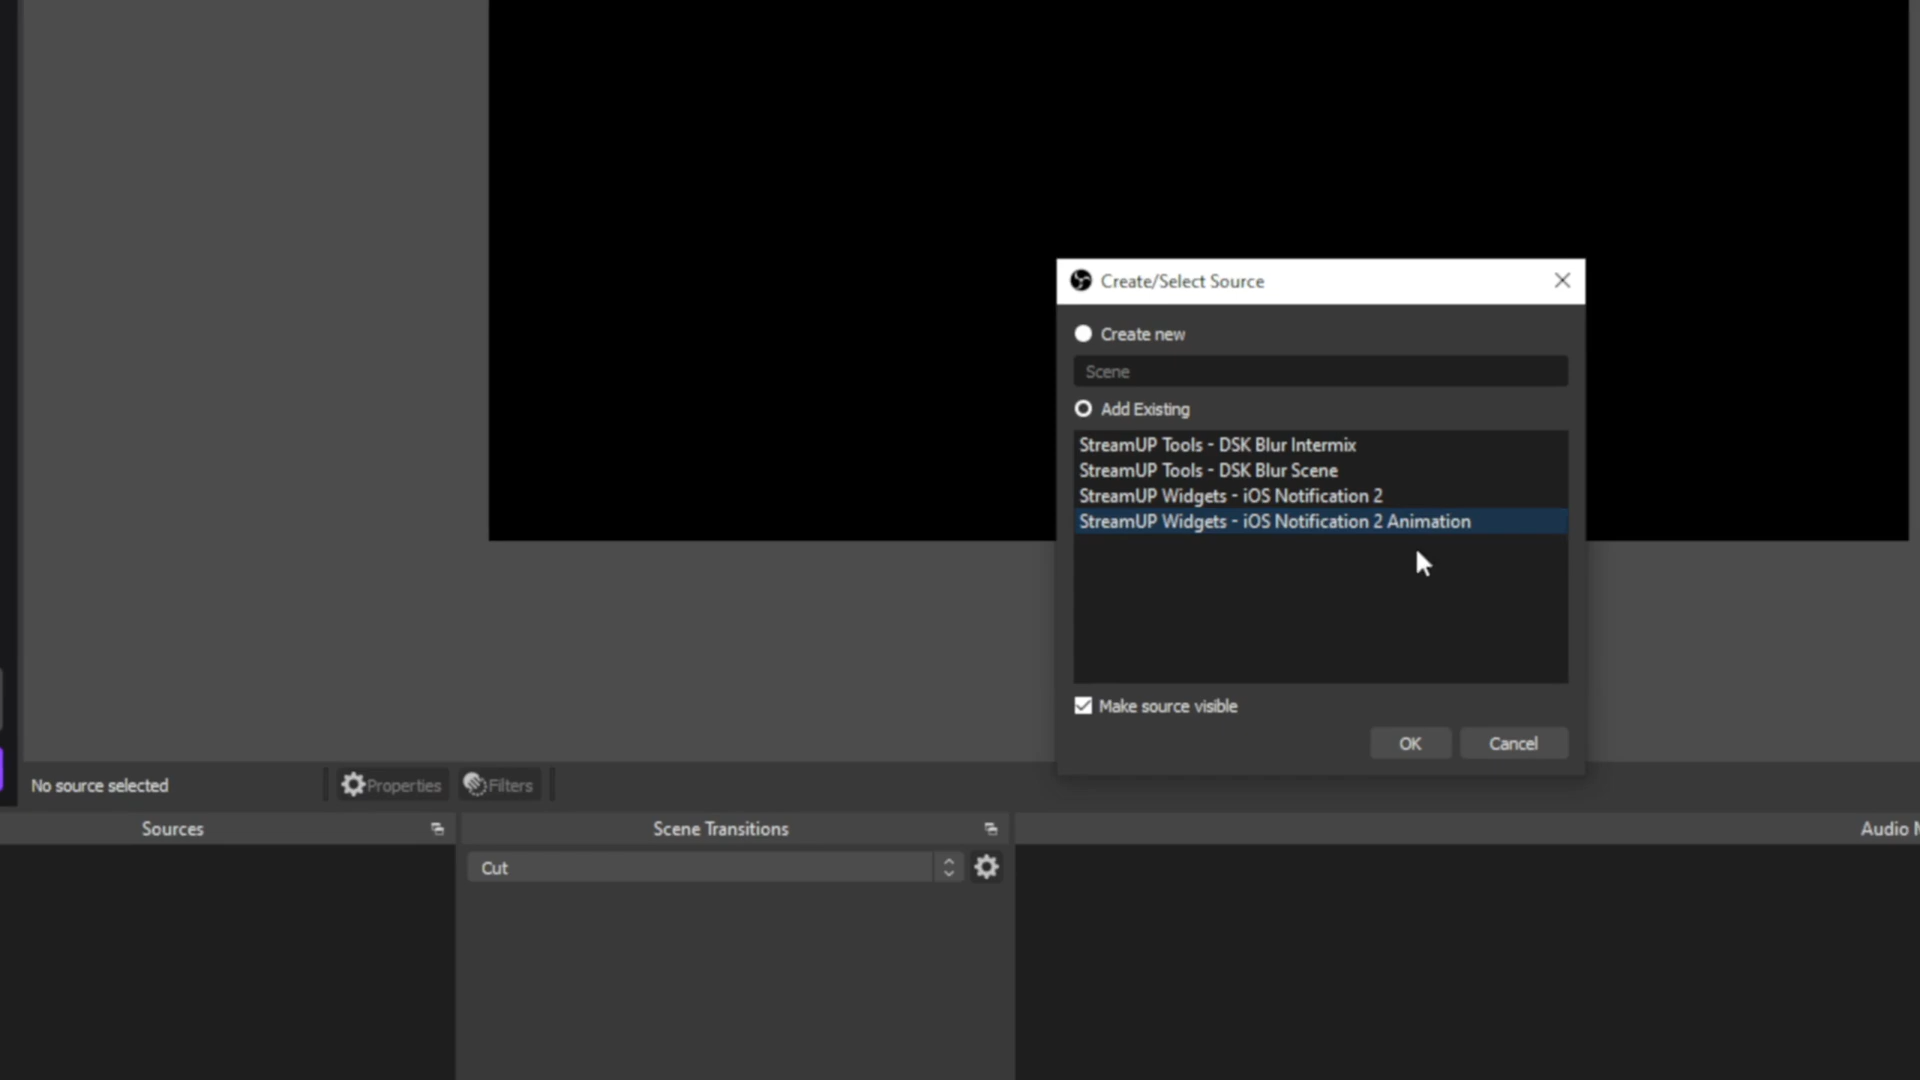 Create/Select Source
Create new
Scene
Add Existing
StreamUP Tools - DSK Blur Intermix
StreamUP Tools - DSK Blur Scene
StreamUP Widgets - iOS Notification 2
StreamUP Widgets - iOS Notification 2 Animation
Make source visible
OK Cancel
No source selected Properties Filters
Sources Scene Transitions Audio
Cut